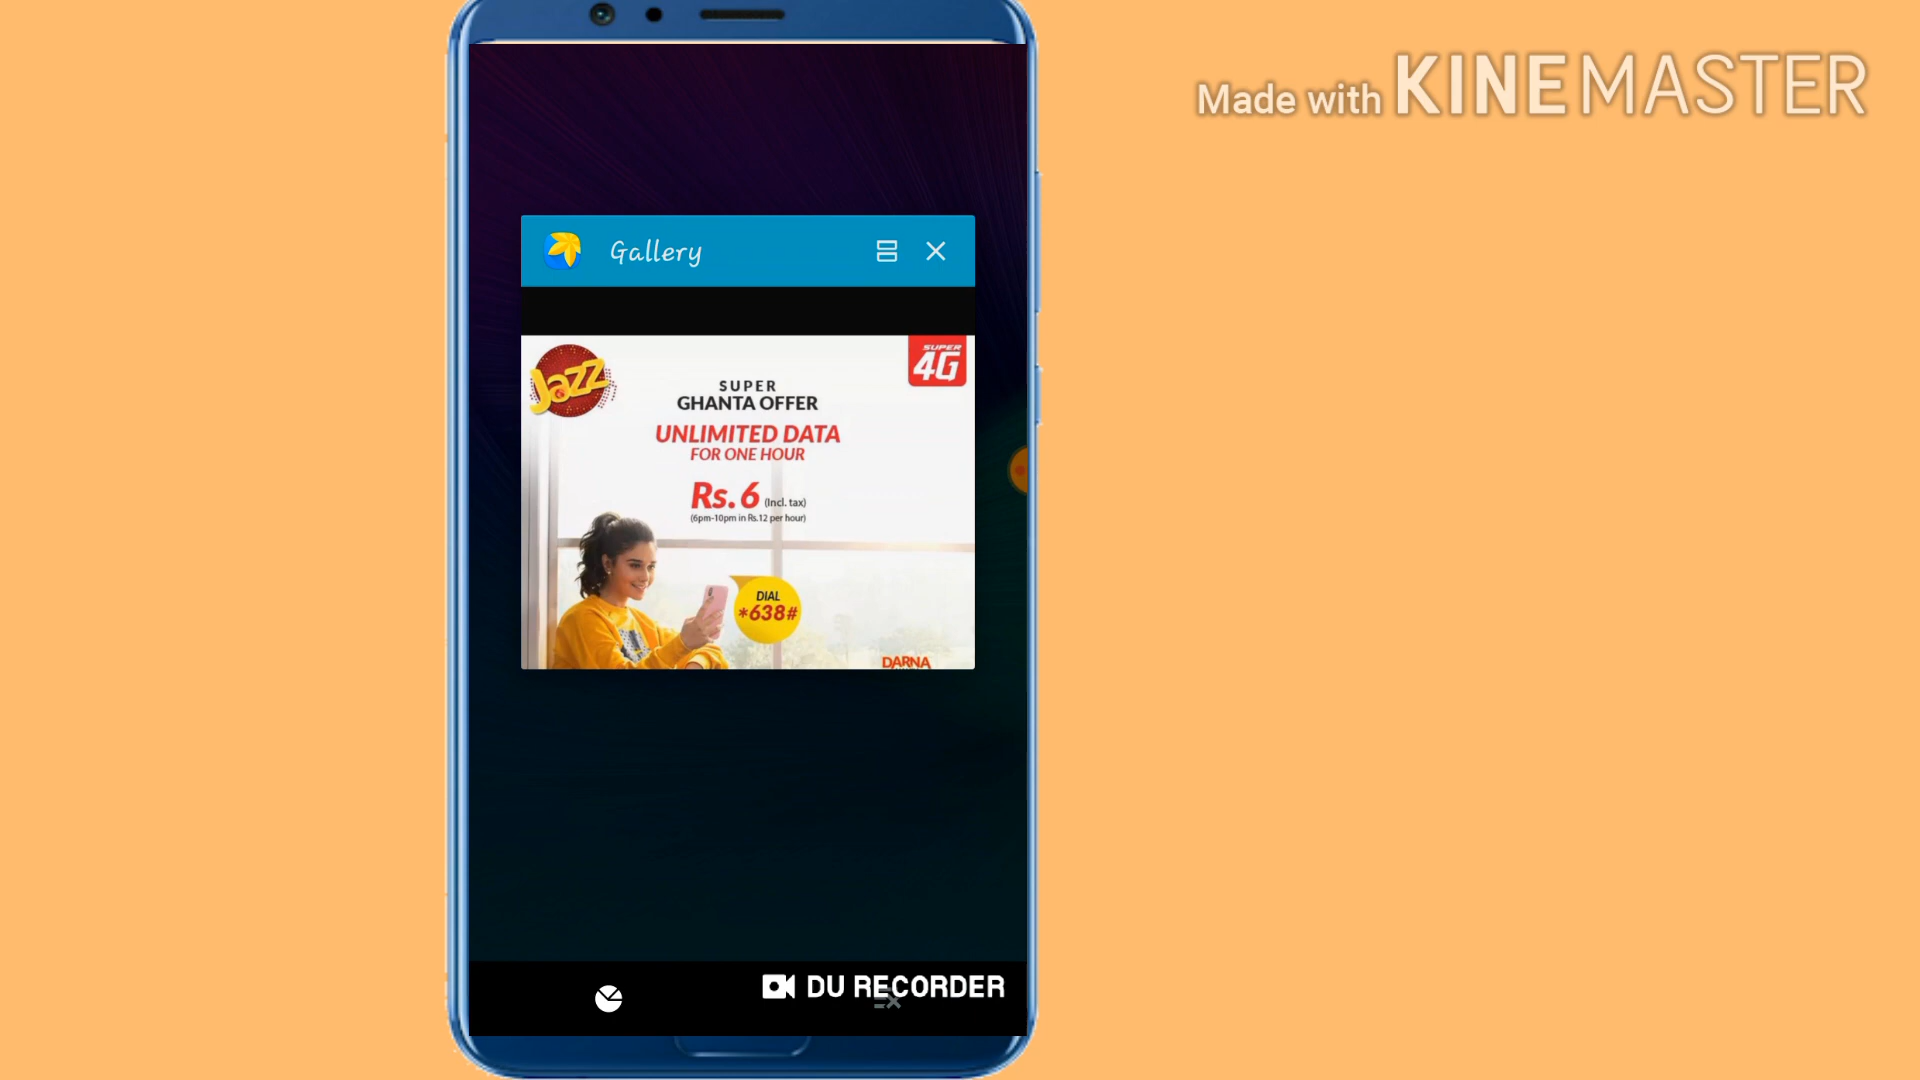 Made with KINEMASTER
Gallery
Jazz
SUPER
4G
SUPER
GHANTA OFFER
UNLIMITED DATA
FOR ONE HOUR
Rs.6 (Incl. tax)
(6pm-10pm in Rs.12 per hour)
DIAL
*638#
DARNA
DU RECORDER